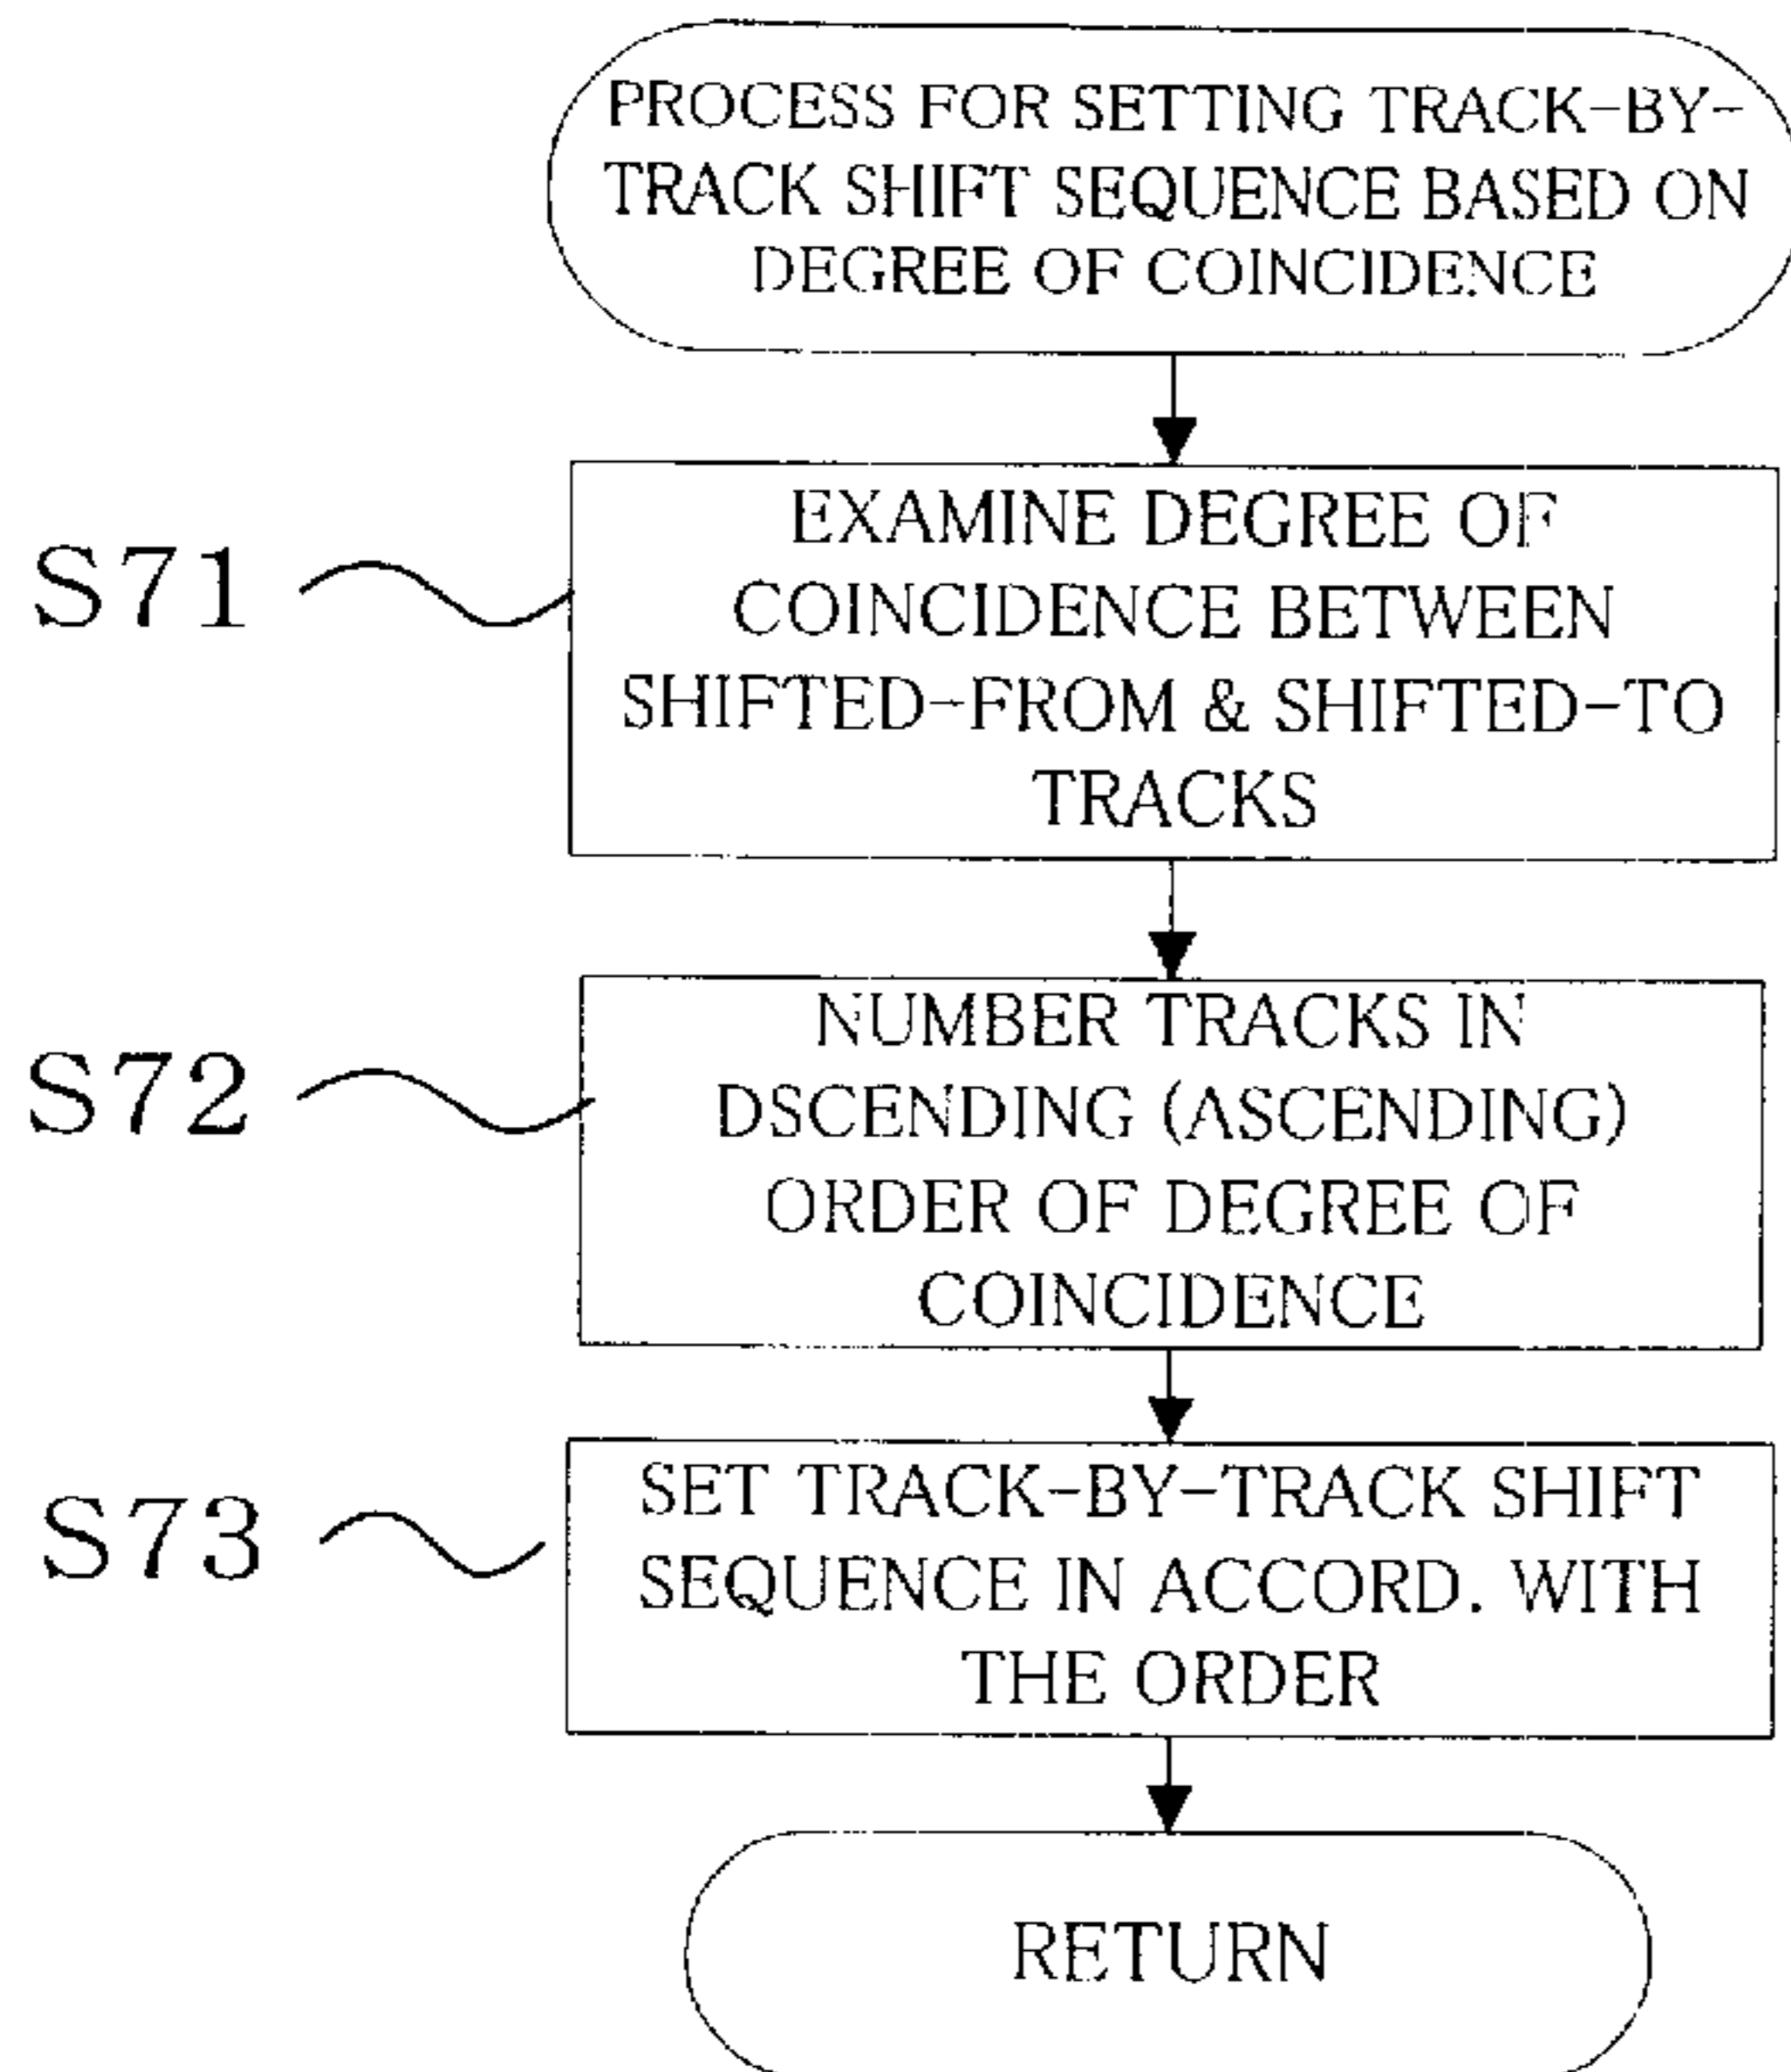 PROCESS FOR SETTING TRACK-BY-
TRACK SHIFT SEQUENCE BASED ON
DEGREE OF COINCIDENCE
S71
EXAMINE DEGREE OF
COINCIDENCE BETWEEN
SHIFTED-FROM & SHIFTED-TO
TRACKS
S72
NUMBER TRACKS IN
DSCENDING (ASCENDING)
ORDER OF DEGREE OF
COINCIDENCE
S73
SET TRACK-BY-TRACK SHIFT
SEQUENCE IN ACCORD. WITH
THE ORDER
RETURN